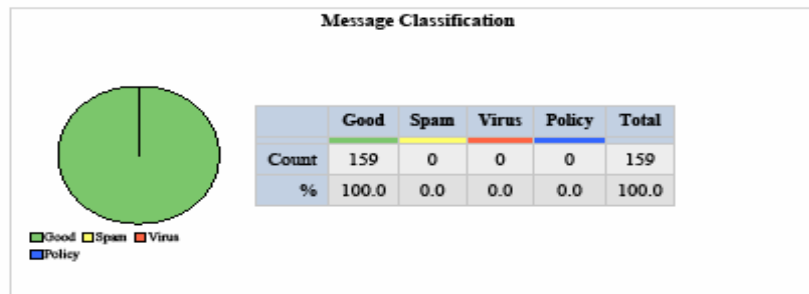 Message Classification
Good Spam Virus Policy Total
Count 159 0 0 0 159
% 100.0 0.0 0.0 0.0 100.0
Good Spam Virus
Policy